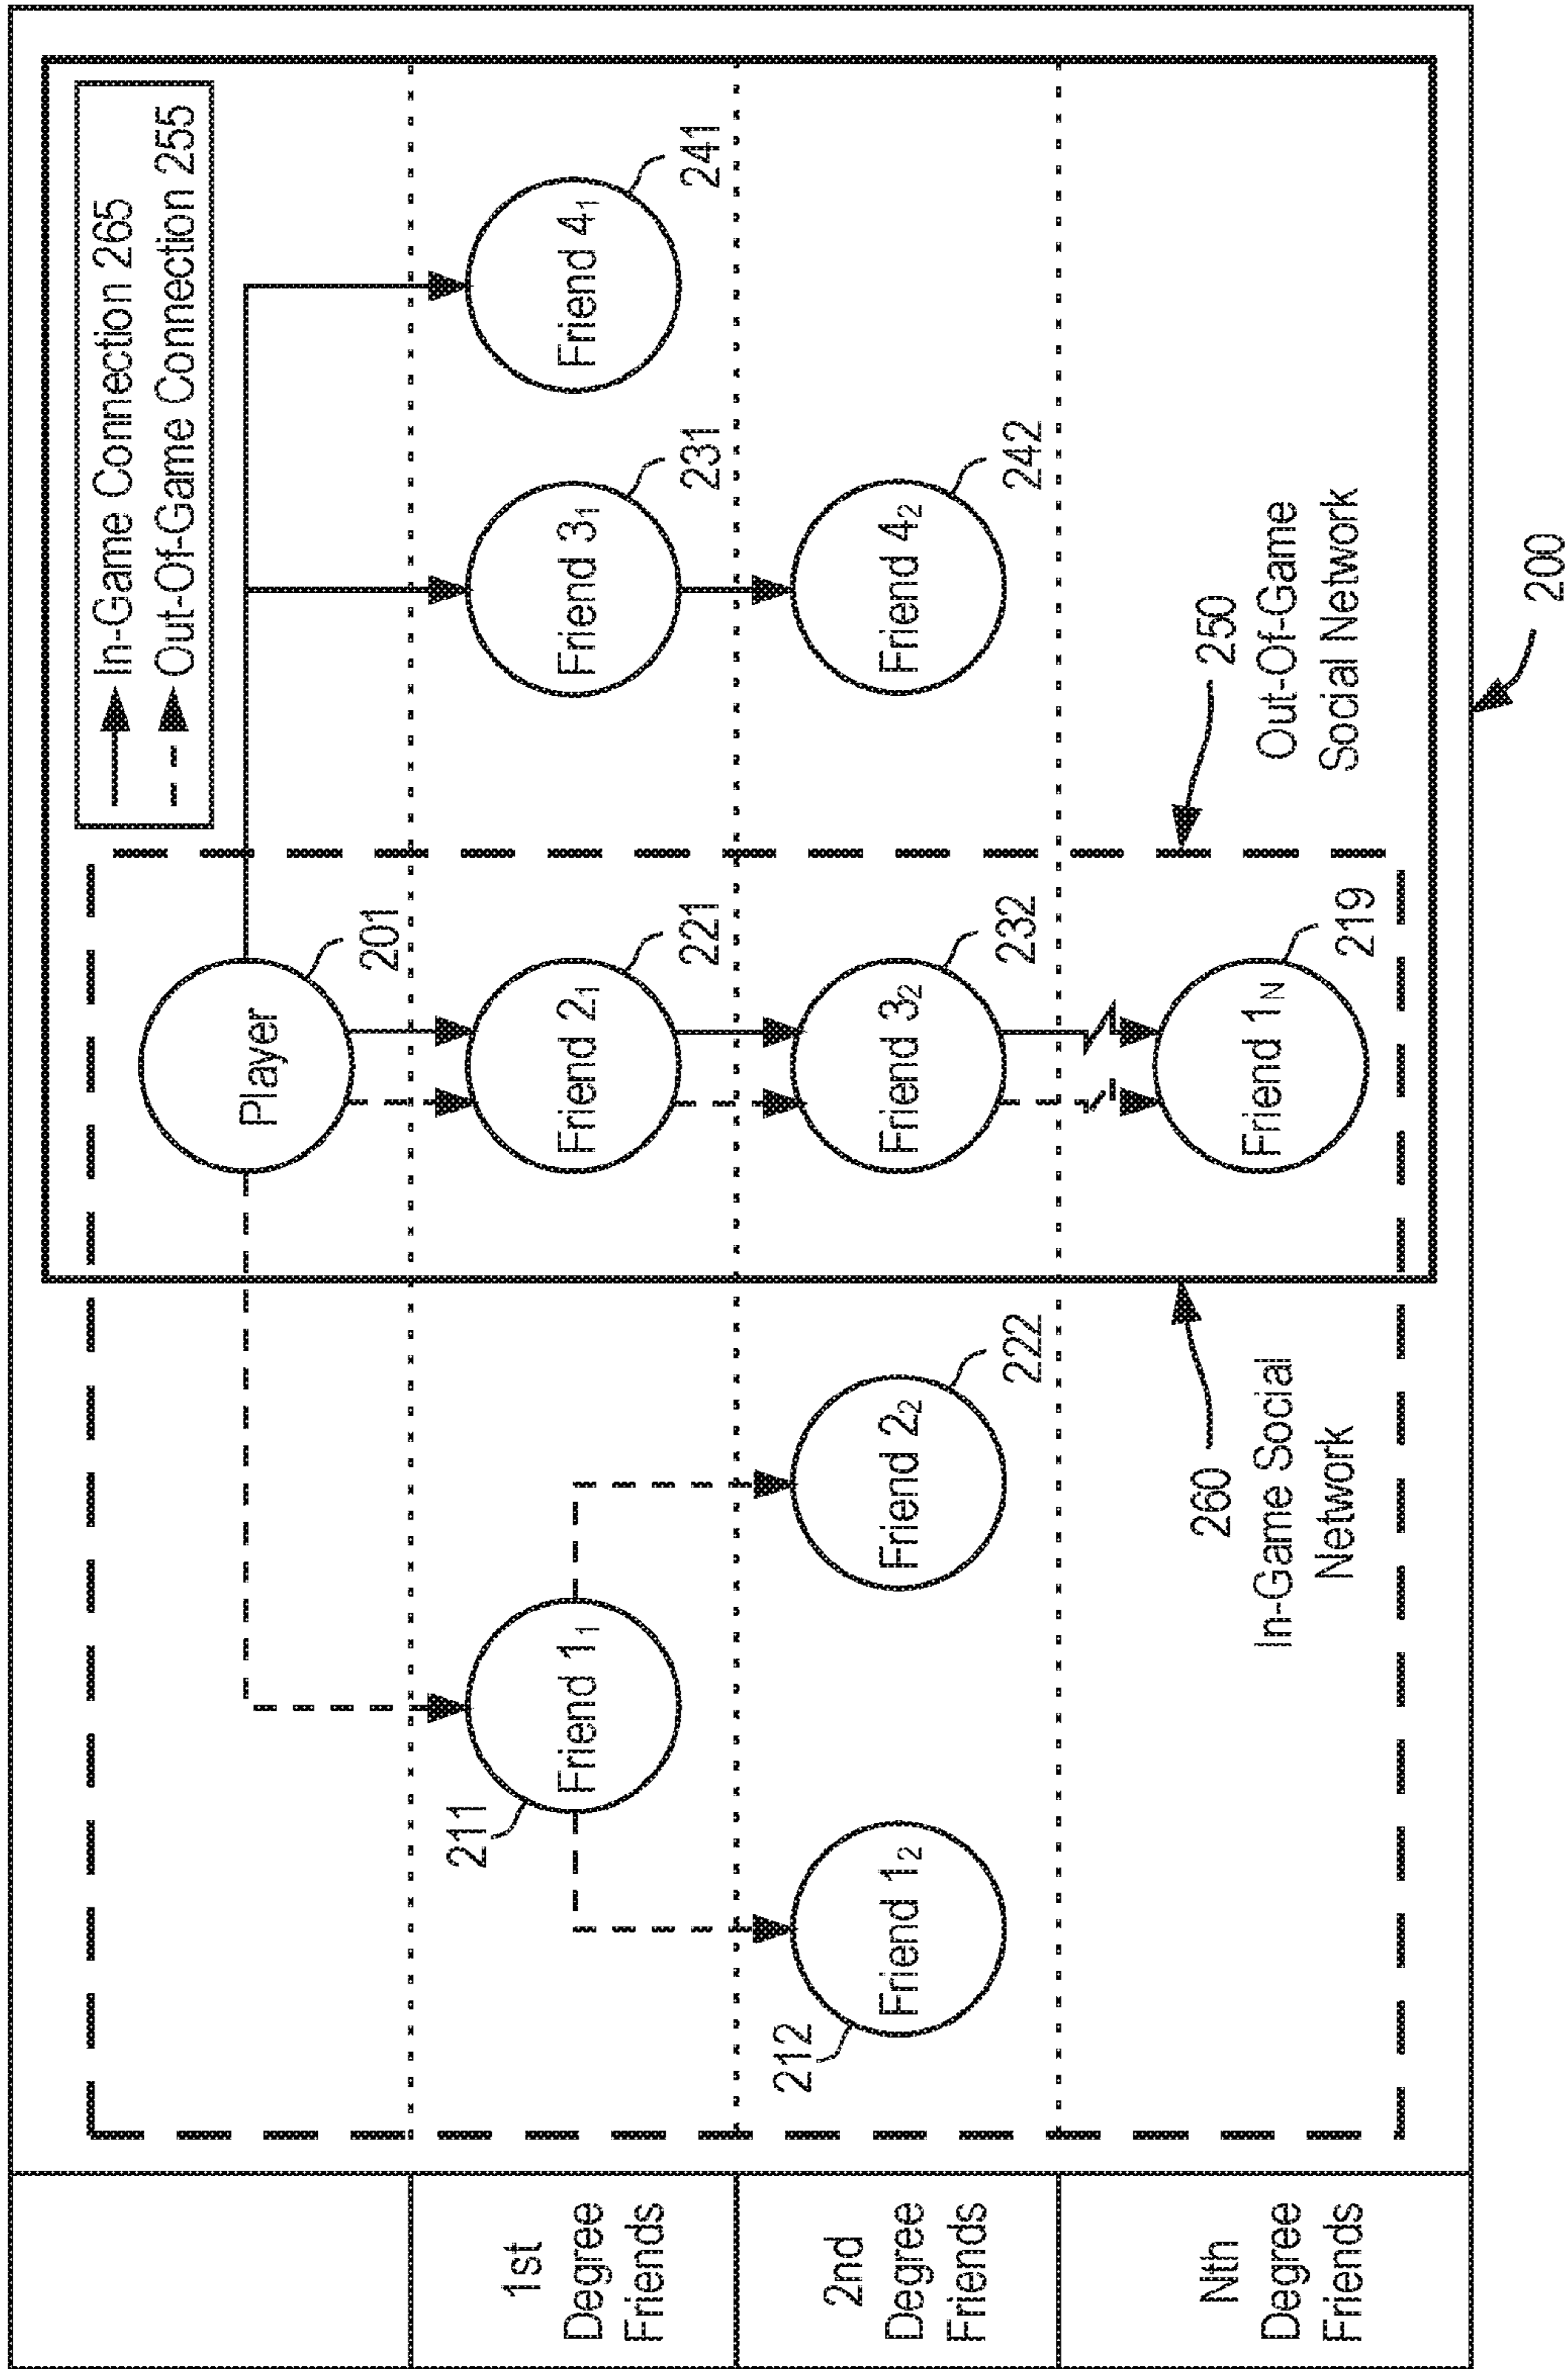 In-Game Connection 265
Out-Of-Game Connection 255
Player
201
1st
Degree
Friends
211
Friend 1₁
Friend 2₁
221
Friend 3₁
231
Friend 4₁
241
2nd
Degree
Friends
212
Friend 1₂
Friend 2₂
222
Friend 3₂
232
Friend 4₂
242
Nth
Degree
Friends
260
In-Game Social
Network
Friend 1N
219
250
Out-Of-Game
Social Network
200